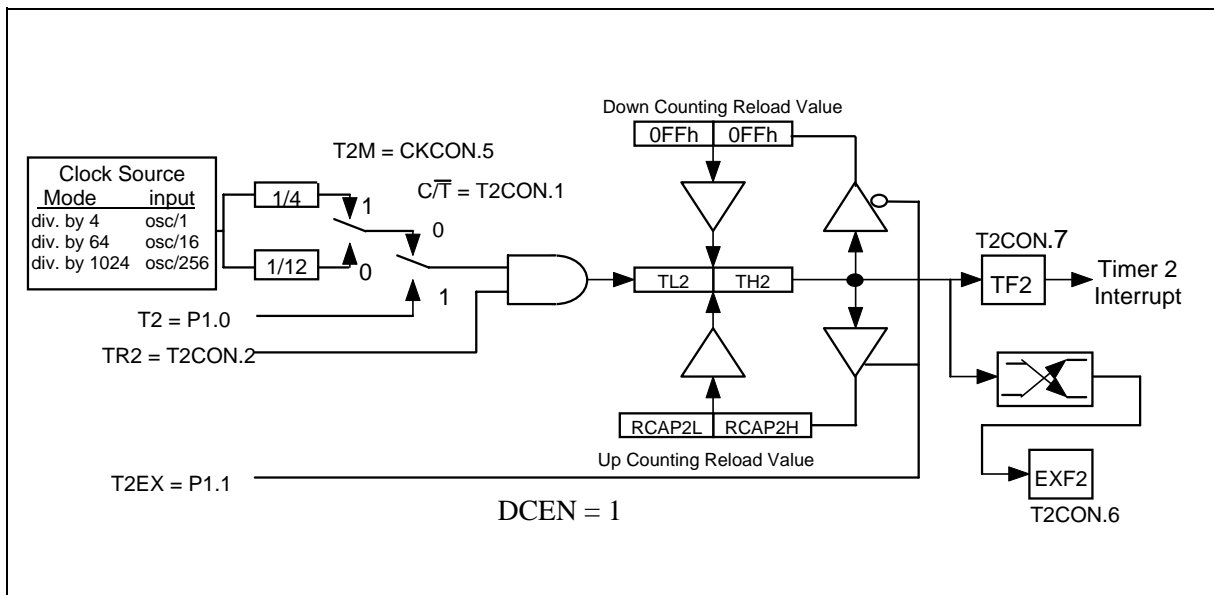 Down Counting Reload Value
0FFh 0FFh
T2M = CKCON.5
Clock Source
Mode input
div. by 4 osc/1
div. by 64 osc/16
div. by 1024 osc/256
1/4
1/12
1
0
C/T̅ = T2CON.1
0
1
T2CON.7
TL2 TH2
TF2
Timer 2
Interrupt
T2 = P1.0
TR2 = T2CON.2
RCAP2L RCAP2H
Up Counting Reload Value
T2EX = P1.1
EXF2
T2CON.6
DCEN = 1